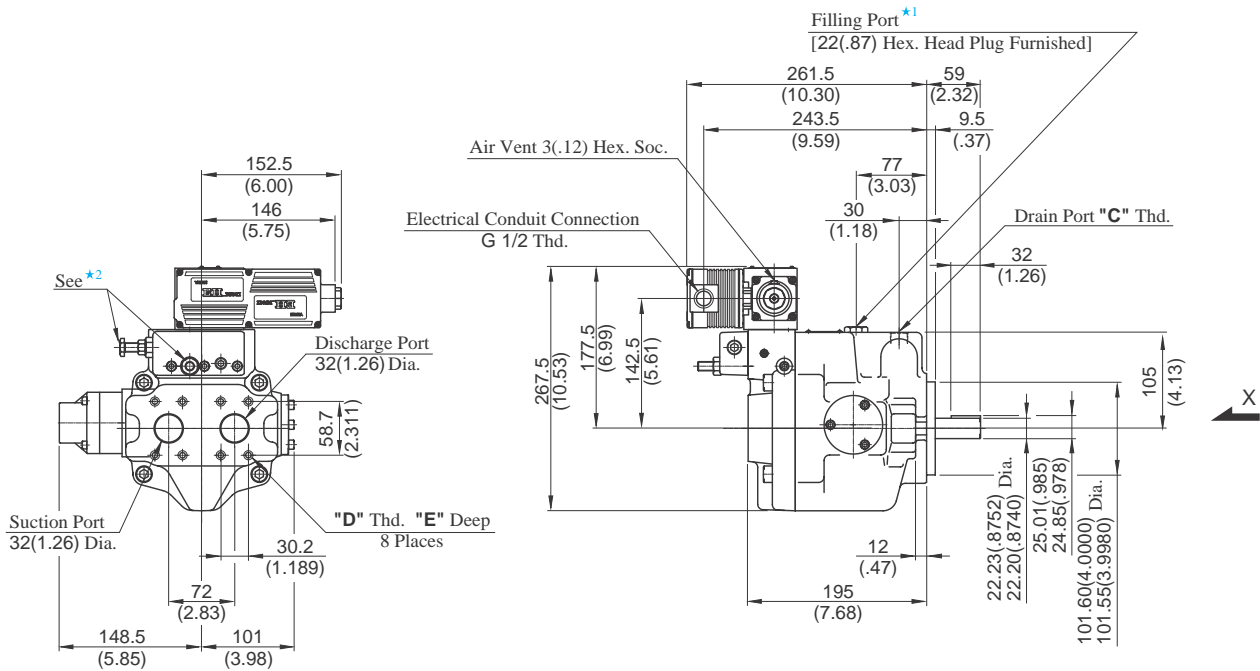 Filling Port ★1
[22(.87) Hex. Head Plug Furnished]
261.5
(10.30)
59
(2.32)
243.5
(9.59)
9.5
(.37)
Air Vent 3(.12) Hex. Soc.
77
(3.03)
152.5
(6.00)
146
(5.75)
Electrical Conduit Connection
G 1/2 Thd.
30
(1.18)
Drain Port "C" Thd.
32
(1.26)
See ★2
Discharge Port
32(1.26) Dia.
267.5
(10.53)
177.5
(6.99)
142.5
(5.61)
105
(4.13)
X
58.7
(2.311)
Suction Port
32(1.26) Dia.
"D" Thd. "E" Deep
8 Places
30.2
(1.189)
72
(2.83)
148.5
(5.85)
101
(3.98)
12
(.47)
195
(7.68)
22.23(.8752)
22.20(.8740)
Dia.
25.01(.985)
24.85(.978)
101.60(4.0000)
101.55(3.9980)
Dia.